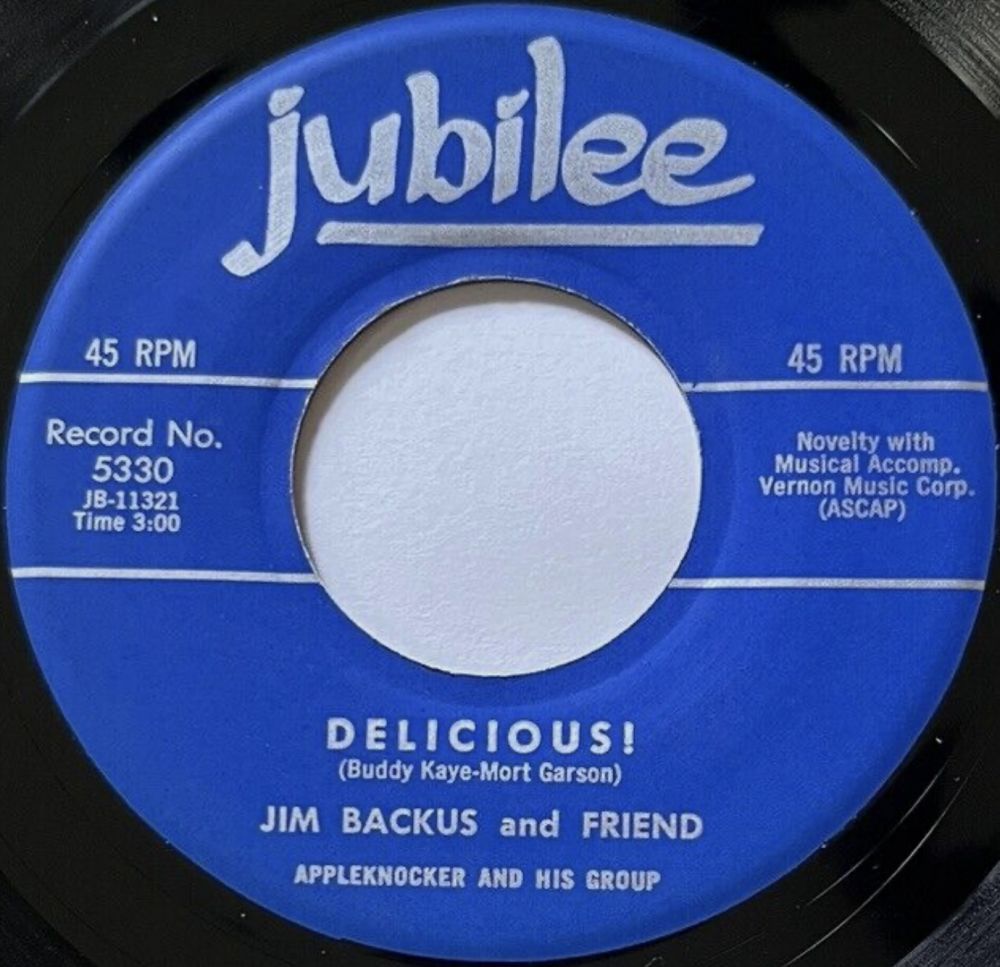 jubilee
45 RPM
45 RPM
Record No.
5330
JB-11321
Time 3:00
Novelty with
Musical Accomp.
Vernon Music Corp.
(ASCAP)
DELICIOUS!
(Buddy Kaye-Mort Garson)
JIM BACKUS and FRIEND
APPLEKNOCKER AND HIS GROUP